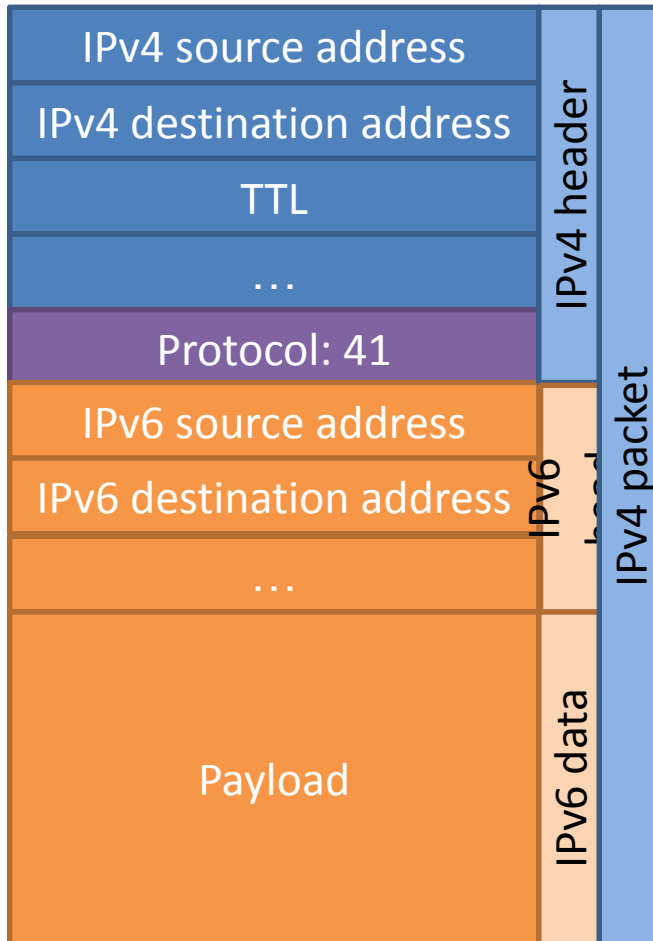 IPv4 source address
IPv4 destination address
TTL
...
Protocol: 41
IPv6 source address
IPv6 destination address
...
Payload
IPv4 header
IPv6
IPv6 data
IPv4 packet